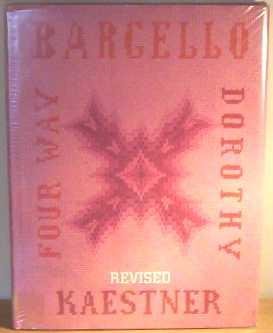 BARGELLO
FOUR WAY
DOROTHY
REVISED
KAESTNER